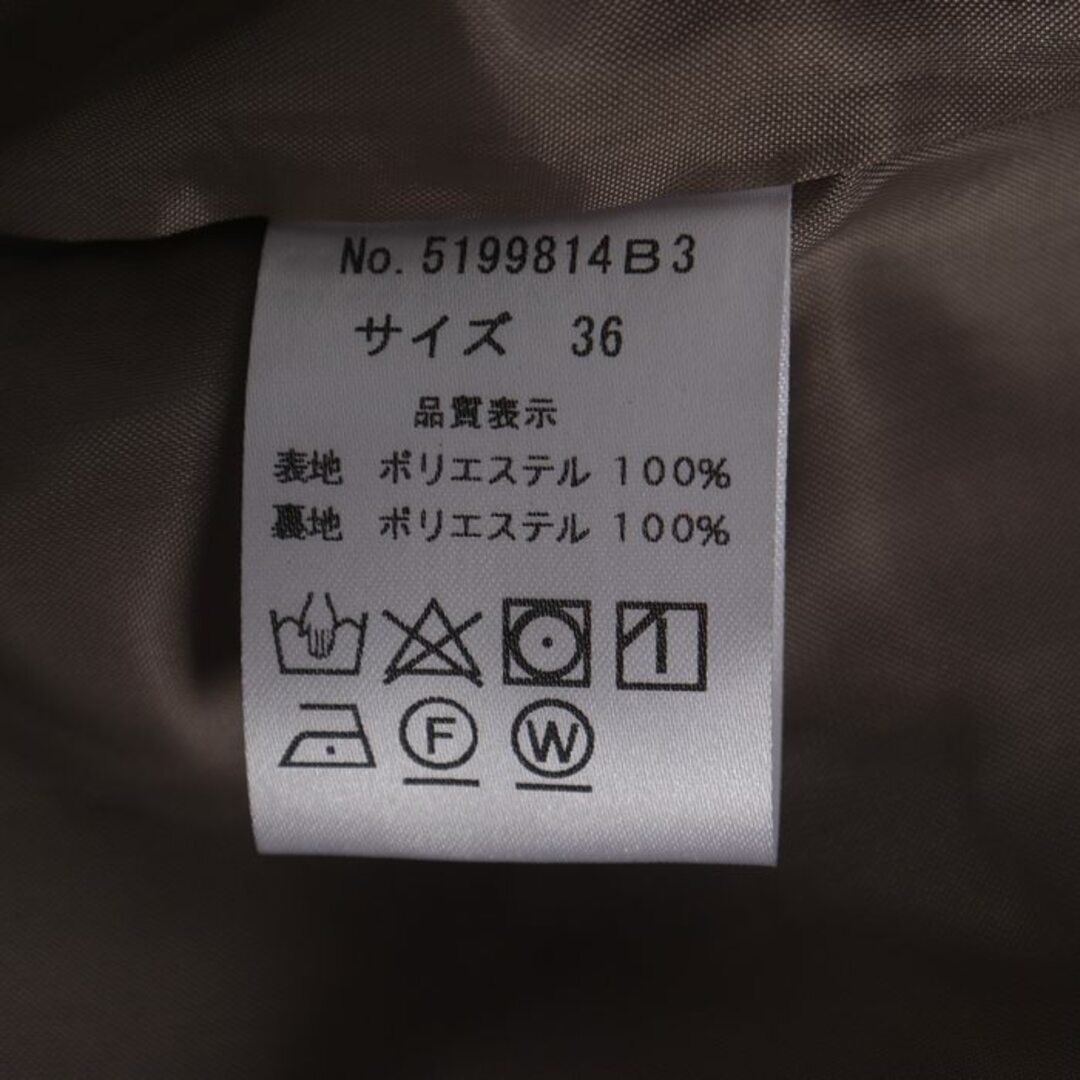 No. 5199814B3
サイズ 36
品質表示
表地 ポリエステル 100%
裏地 ポリエステル 100%
F W